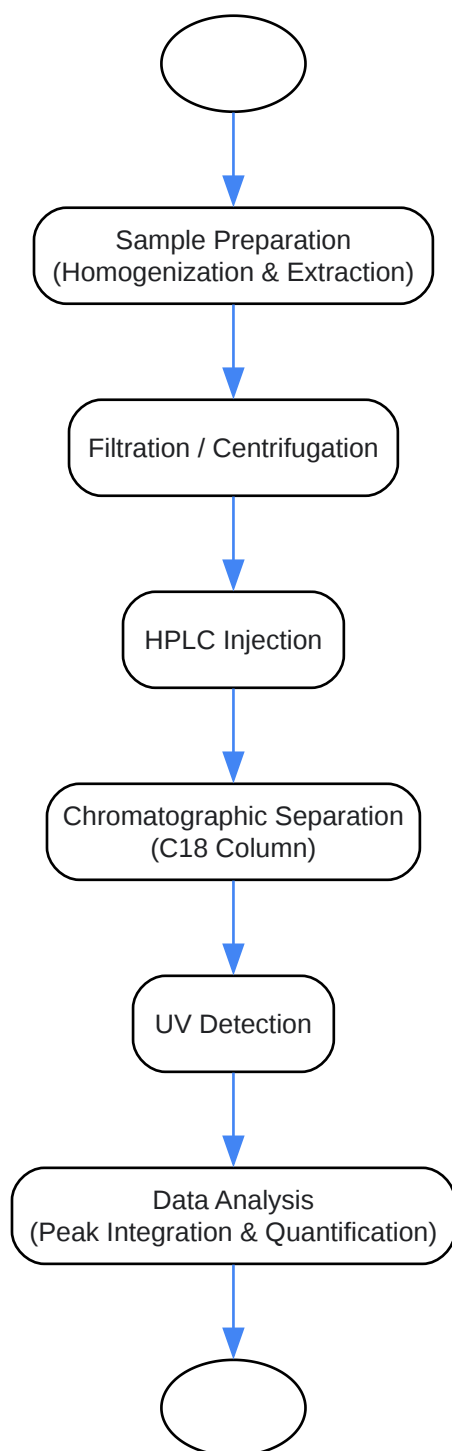 Sample Preparation
(Homogenization & Extraction)
Filtration / Centrifugation
HPLC Injection
Chromatographic Separation
(C18 Column)
UV Detection
Data Analysis
(Peak Integration & Quantification)